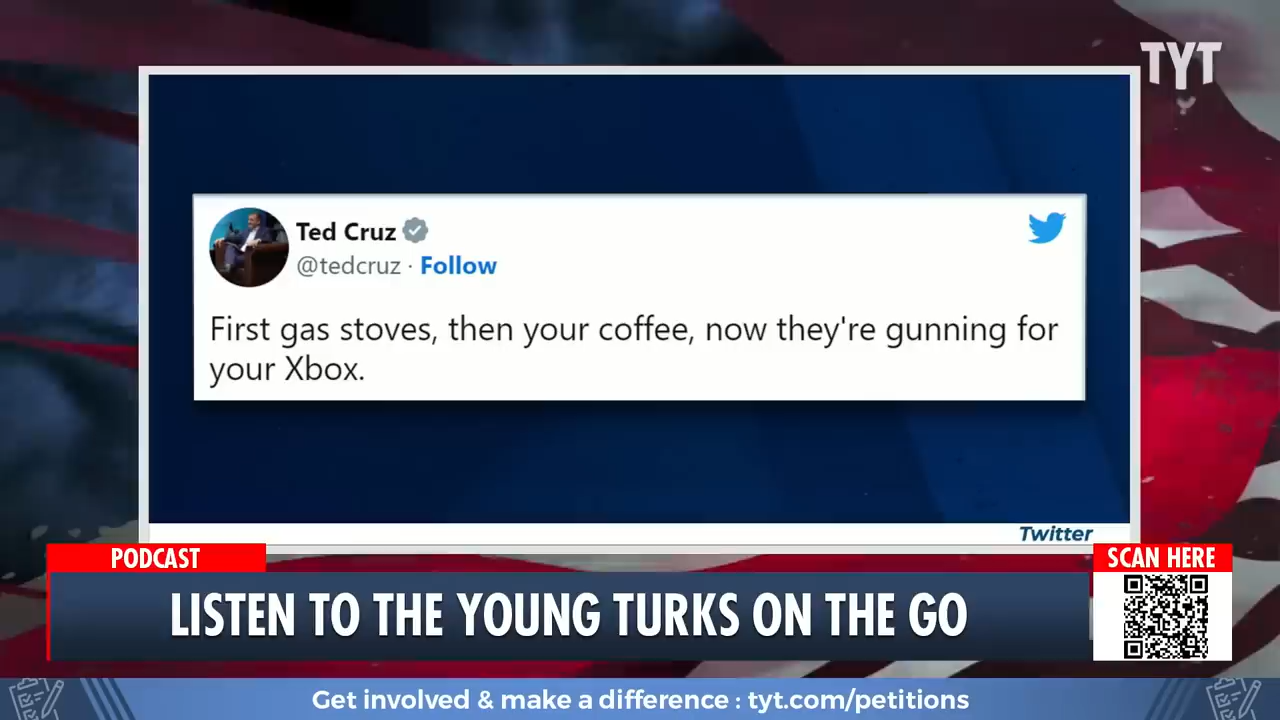 TYT
Ted Cruz
@tedcruz · Follow
First gas stoves, then your coffee, now they're gunning for
your Xbox.
Twitter
PODCAST
SCAN HERE
LISTEN TO THE YOUNG TURKS ON THE GO
Get involved & make a difference : tyt.com/petitions